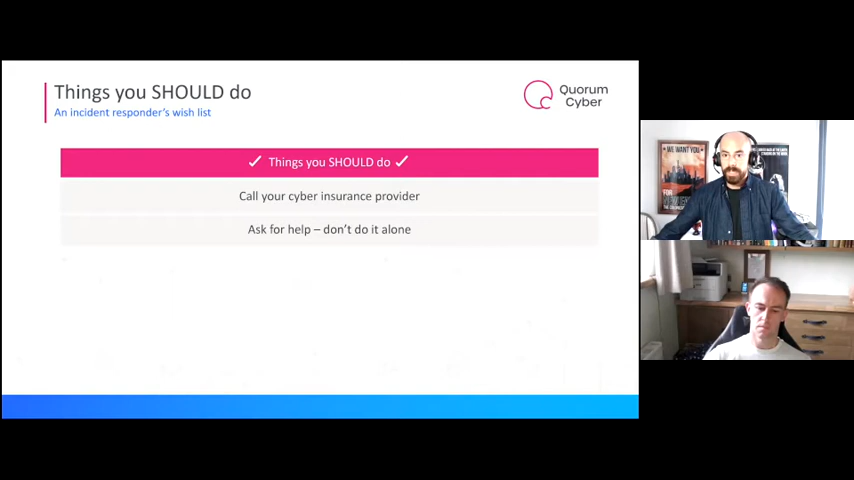 Things you SHOULD do
An incident responder's wish list
Quorum
Cyber
✓ Things you SHOULD do ✓
Call your cyber insurance provider
Ask for help – don't do it alone
WE WANT YOU